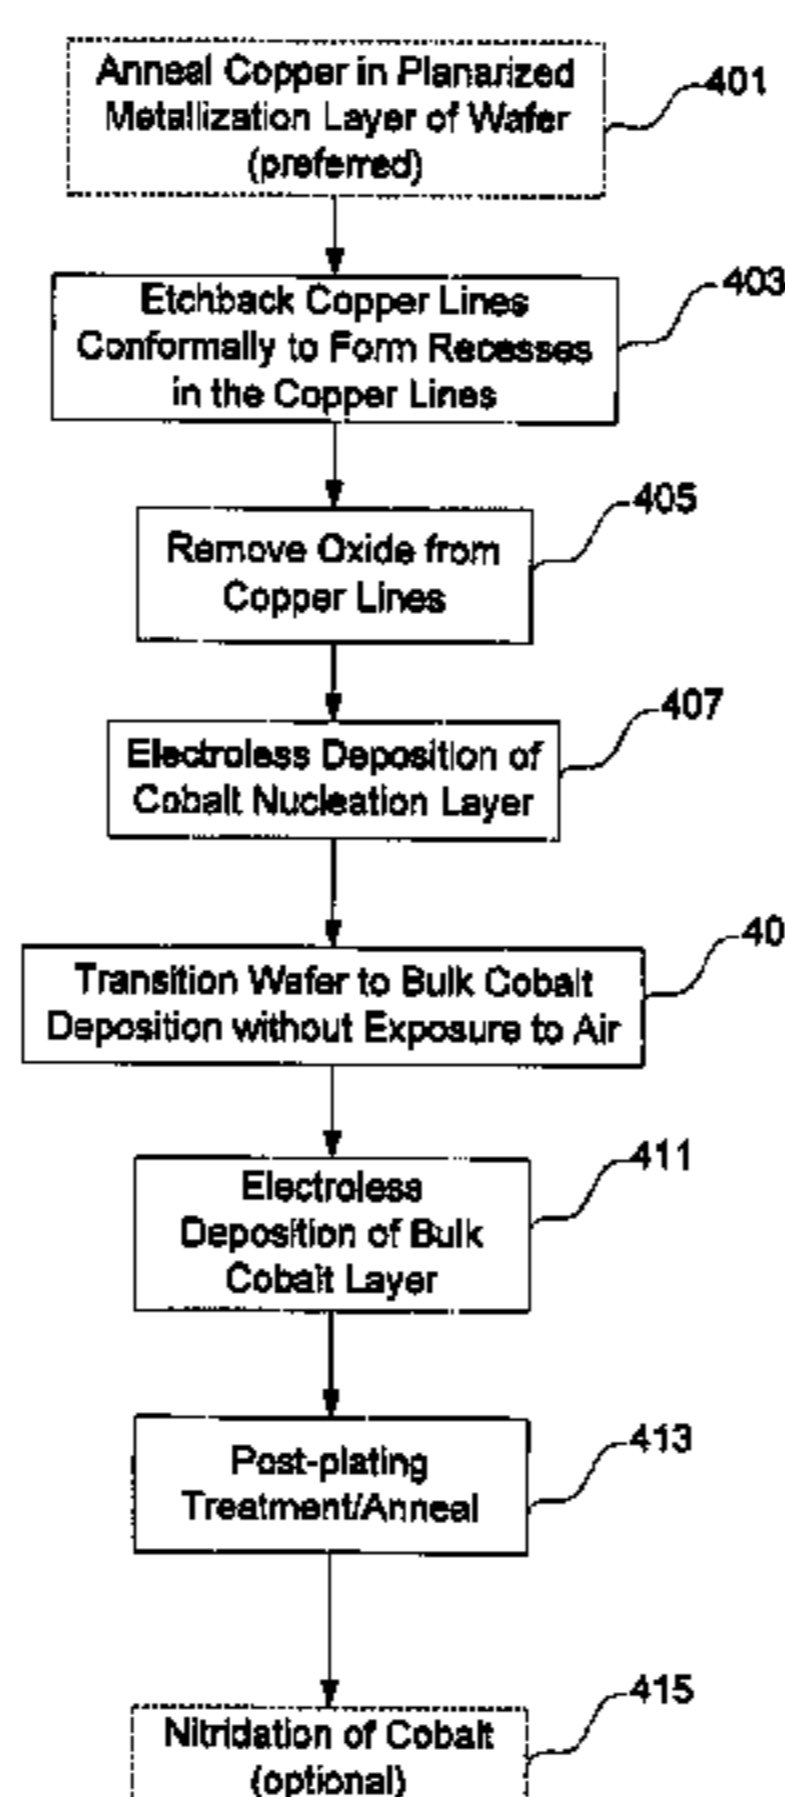 Anneal Copper in Planarized
Metallization Layer of Wafer
(preferred)
401
Etchback Copper Lines
Conformally to Form Recesses
in the Copper Lines
403
Remove Oxide from
Copper Lines
405
Electroless Deposition of
Cobalt Nucleation Layer
407
Transition Wafer to Bulk Cobalt
Deposition without Exposure to Air
40
Electroless
Deposition of Bulk
Cobalt Layer
411
Post-plating
Treatment/Anneal
413
Nitridation of Cobalt
(optional)
415